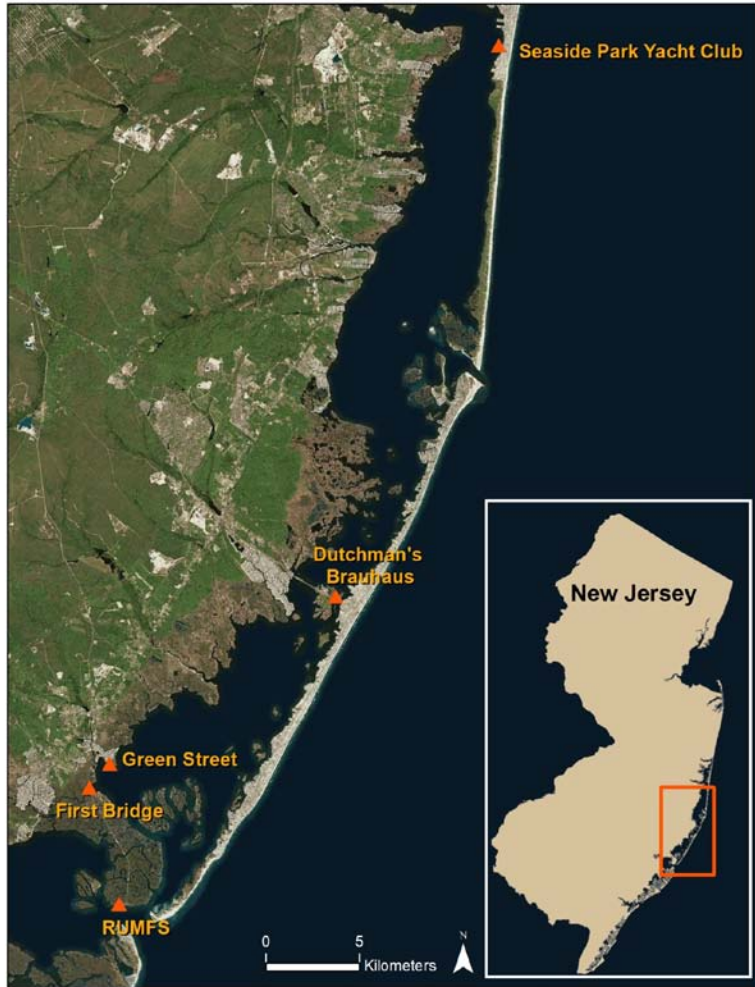 Seaside Park Yacht Club
Dutchman's
Brauhaus
New Jersey
Green Street
First Bridge
RUMFS
0 5
Kilometers
N